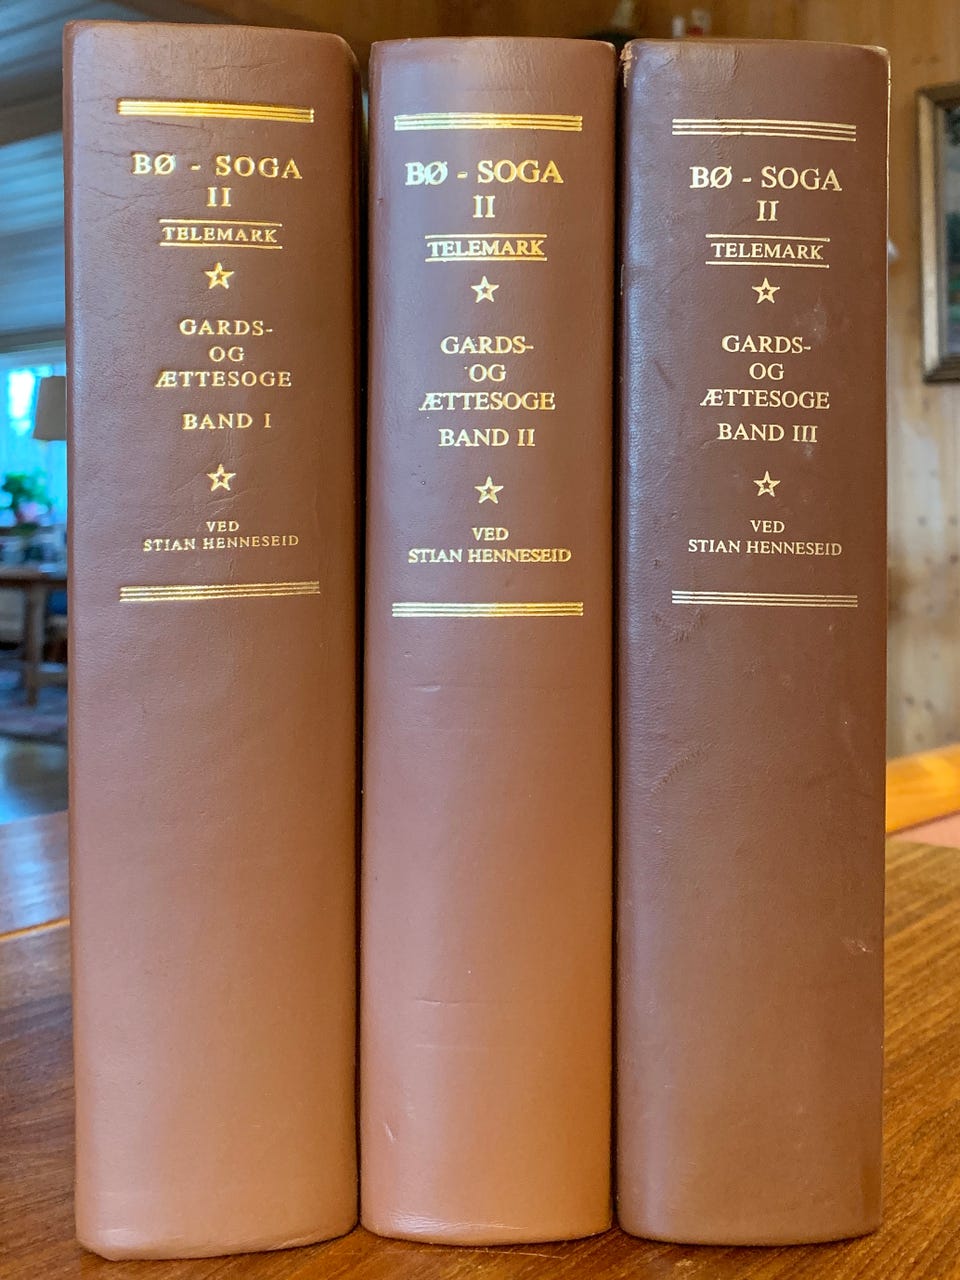 BØ - SOGA
II
TELEMARK
GARDS-
OG
ÆTTESOGE
BAND I
VED
STIAN HENNESEID
BØ - SOGA
II
TELEMARK
GARDS-
OG
ÆTTESOGE
BAND II
VED
STIAN HENNESEID
BØ - SOGA
II
TELEMARK
GARDS-
OG
ÆTTESOGE
BAND III
VED
STIAN HENNESEID